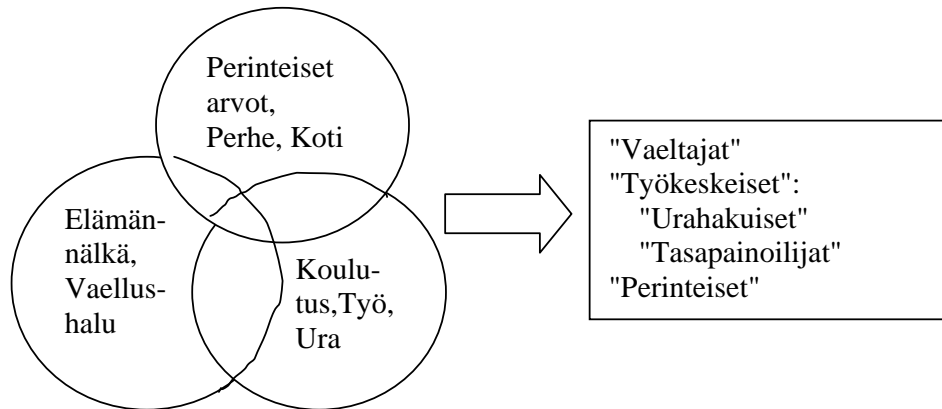 Perinteiset
arvot,
Perhe, Koti
Elämän-
nälkä,
Vaellus-
halu
Koulu-
tus,Työ,
Ura
"Vaeltajat"
"Työkeskeiset":
"Urahakuiset"
"Tasapainoilijat"
"Perinteiset"